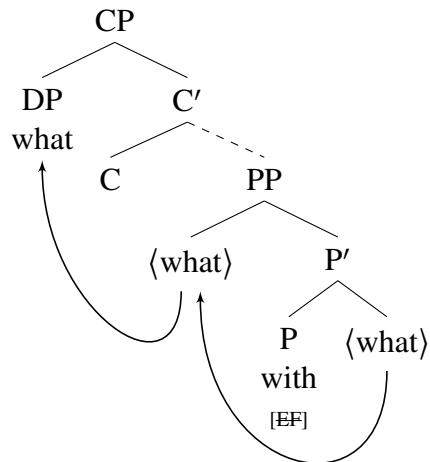 CP
DP C′
what
C PP
⟨what⟩ P′
P ⟨what⟩
with
[EF]